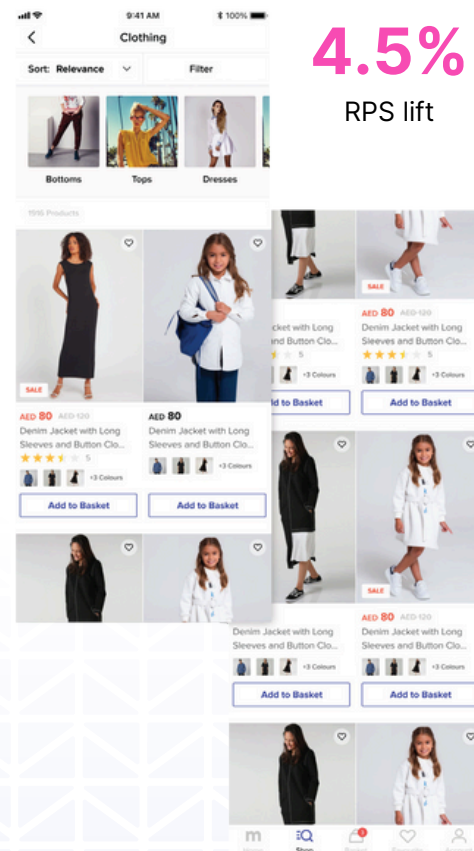 9:41 AM
100%
Clothing
Sort: Relevance
Filter
Bottoms
Tops
Dresses
1516 Products
SALE
AED 80 AED 120
Denim Jacket with Long
Sleeves and Button Clo...
5
+3 Colours
Add to Basket
AED 80
Denim Jacket with Long
Sleeves and Button Clo...
+3 Colours
Add to Basket
4.5%
RPS lift
cket with Long
nd Button Clo...
5
+3 Colours
d to Basket
SALE
AED 80 AED 120
Denim Jacket with Long
Sleeves and Button Clo...
5
+3 Colours
Add to Basket
Denim Jacket with Long
Sleeves and Button Clo...
+3 Colours
Add to Basket
SALE
AED 80 AED 120
Denim Jacket with Long
Sleeves and Button Clo...
+3 Colours
Add to Basket
m
Shop